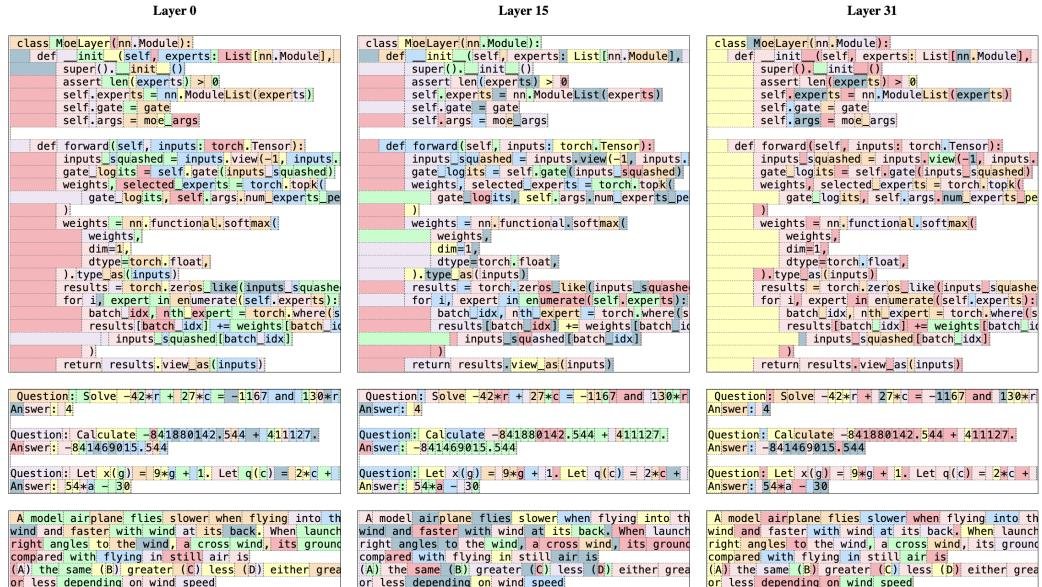 Layer 0
class MoeLayer(nn.Module):
def __init__(self, experts: List[nn.Module],
super().__init__()
assert len(experts) > 0
self.experts = nn.ModuleList(experts)
self.gate = gate
self.args = moe_args
def forward(self, inputs: torch.Tensor):
inputs_squashed = inputs.view(-1, inputs.
gate_logits = self.gate(inputs_squashed)
weights, selected_experts = torch.topk(
gate_logits, self.args.num_experts_pe
)
weights = nn.functional.softmax(
weights,
dim=1,
dtype=torch.float,
).type_as(inputs)
results = torch.zeros_like(inputs_squashe
for i, expert in enumerate(self.experts):
batch_idx, nth_expert = torch.where(s
results[batch_idx] += weights[batch_id
inputs_squashed[batch_idx]
)
return results.view_as(inputs)
Question: Solve -42*r + 27*c = -1167 and 130*r
Answer: 4
Question: Calculate -841880142.544 + 411127.
Answer: -841469015.544
Question: Let x(g) = 9*g + 1. Let q(c) = 2*c +
Answer: 54*a - 30
A model airplane flies slower when flying into th
wind and faster with wind at its back. When launch
right angles to the wind, a cross wind, its ground
compared with flying in still air is
(A) the same (B) greater (C) less (D) either grea
or less depending on wind speed
Layer 15
class MoeLayer(nn.Module):
def __init__(self, experts: List[nn.Module],
super().__init__()
assert len(experts) > 0
self.experts = nn.ModuleList(experts)
self.gate = gate
self.args = moe_args
def forward(self, inputs: torch.Tensor):
inputs_squashed = inputs.view(-1, inputs.
gate_logits = self.gate(inputs_squashed)
weights, selected_experts = torch.topk(
gate_logits, self.args.num_experts_pe
)
weights = nn.functional.softmax(
weights,
dim=1,
dtype=torch.float,
).type_as(inputs)
results = torch.zeros_like(inputs_squashe
for i, expert in enumerate(self.experts):
batch_idx, nth_expert = torch.where(s
results[batch_idx] += weights[batch_id
inputs_squashed[batch_idx]
)
return results.view_as(inputs)
Question: Solve -42*r + 27*c = -1167 and 130*r
Answer: 4
Question: Calculate -841880142.544 + 411127.
Answer: -841469015.544
Question: Let x(g) = 9*g + 1. Let q(c) = 2*c +
Answer: 54*a - 30
A model airplane flies slower when flying into th
wind and faster with wind at its back. When launch
right angles to the wind, a cross wind, its ground
compared with flying in still air is
(A) the same (B) greater (C) less (D) either grea
or less depending on wind speed
Layer 31
class MoeLayer(nn.Module):
def __init__(self, experts: List[nn.Module],
super().__init__()
assert len(experts) > 0
self.experts = nn.ModuleList(experts)
self.gate = gate
self.args = moe_args
def forward(self, inputs: torch.Tensor):
inputs_squashed = inputs.view(-1, inputs.
gate_logits = self.gate(inputs_squashed)
weights, selected_experts = torch.topk(
gate_logits, self.args.num_experts_pe
)
weights = nn.functional.softmax(
weights,
dim=1,
dtype=torch.float,
).type_as(inputs)
results = torch.zeros_like(inputs_squashe
for i, expert in enumerate(self.experts):
batch_idx, nth_expert = torch.where(s
results[batch_idx] += weights[batch_id
inputs_squashed[batch_idx]
)
return results.view_as(inputs)
Question: Solve -42*r + 27*c = -1167 and 130*r
Answer: 4
Question: Calculate -841880142.544 + 411127.
Answer: -841469015.544
Question: Let x(g) = 9*g + 1. Let q(c) = 2*c +
Answer: 54*a - 30
A model airplane flies slower when flying into th
wind and faster with wind at its back. When launch
right angles to the wind, a cross wind, its ground
compared with flying in still air is
(A) the same (B) greater (C) less (D) either grea
or less depending on wind speed